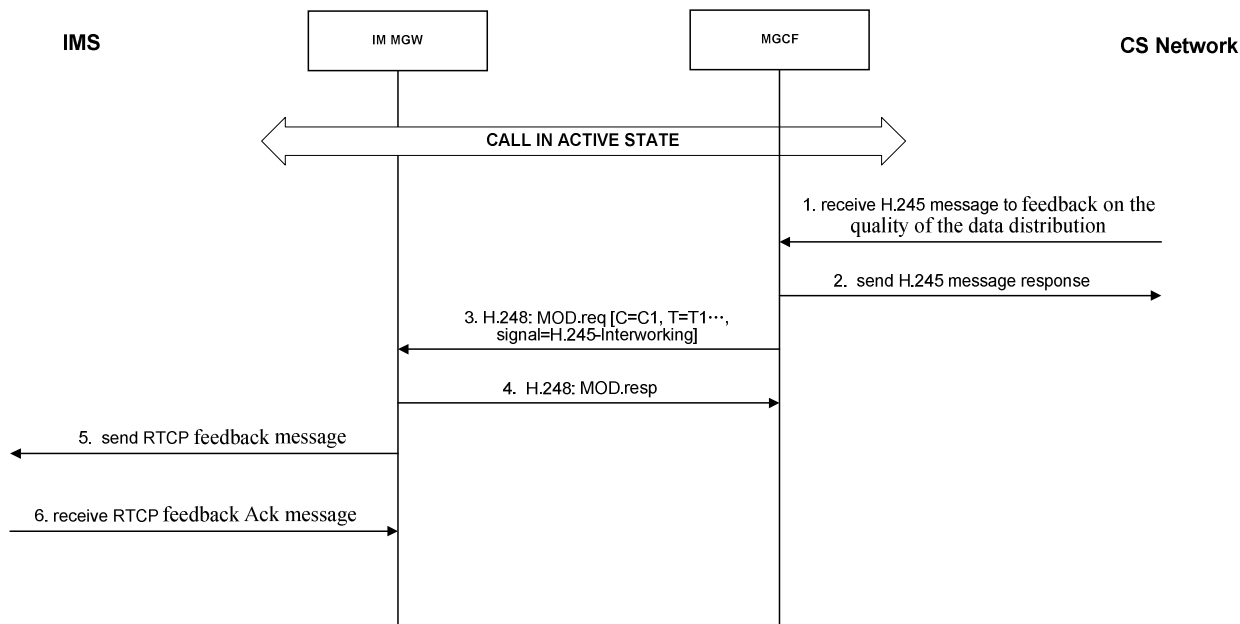 IMS
IM MGW
MGCF
CS Network
CALL IN ACTIVE STATE
1. receive H.245 message to feedback on the
quality of the data distribution
2. send H.245 message response
3. H.248: MOD.req [C=C1, T=T1⋯,
signal=H.245-Interworking]
4. H.248: MOD.resp
5. send RTCP feedback message
6. receive RTCP feedback Ack message